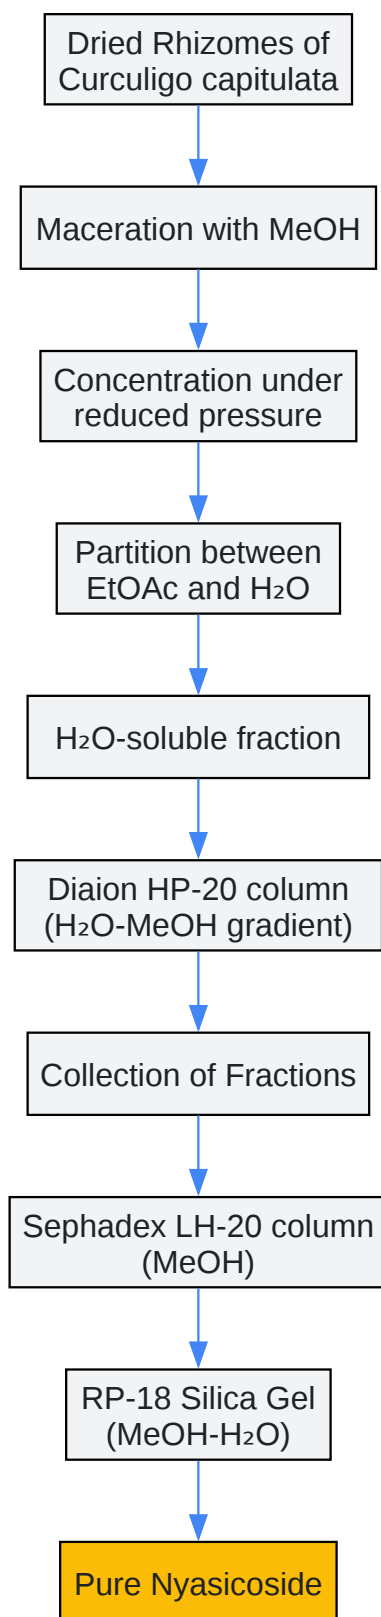 Dried Rhizomes of
Curculigo capitulata
Maceration with MeOH
Concentration under
reduced pressure
Partition between
EtOAc and H₂O
H₂O-soluble fraction
Diaion HP-20 column
(H₂O-MeOH gradient)
Collection of Fractions
Sephadex LH-20 column
(MeOH)
RP-18 Silica Gel
(MeOH-H₂O)
Pure Nyasicoside